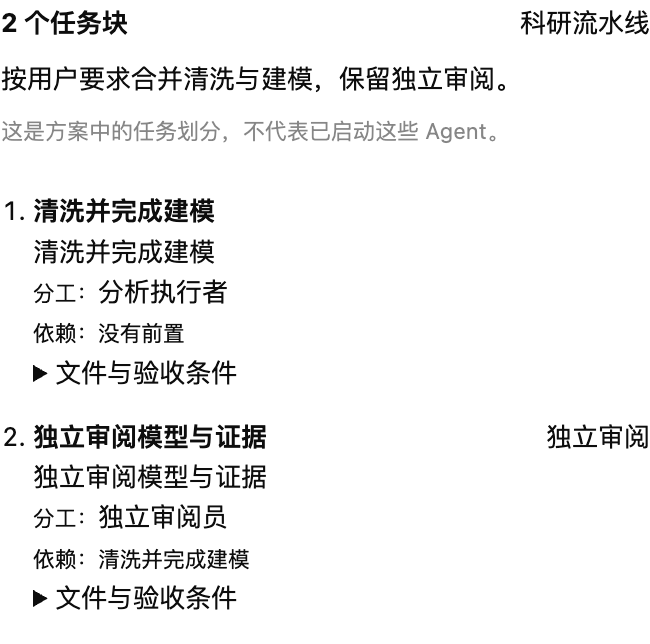 2 个任务块 科研流水线
按用户要求合并清洗与建模，保留独立审阅。
这是方案中的任务划分，不代表已启动这些 Agent。
1. 清洗并完成建模
清洗并完成建模
分工：分析执行者
依赖：没有前置
▶ 文件与验收条件
2. 独立审阅模型与证据 独立审阅
独立审阅模型与证据
分工：独立审阅员
依赖：清洗并完成建模
▶ 文件与验收条件